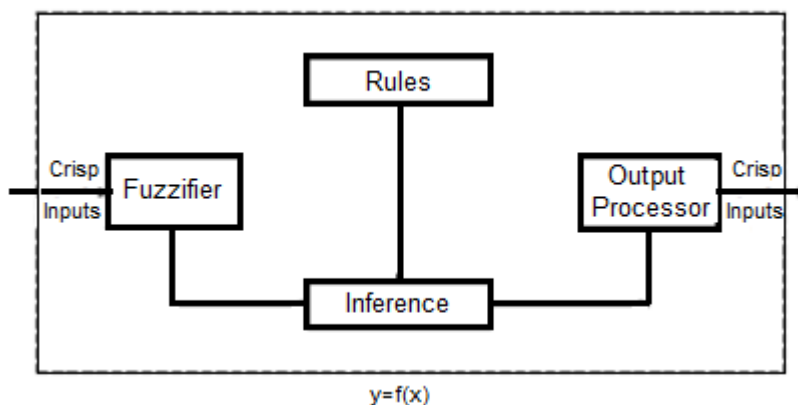 Rules
Crisp
Inputs
Fuzzifier
Output
Processor
Crisp
Inputs
Inference
y=f(x)